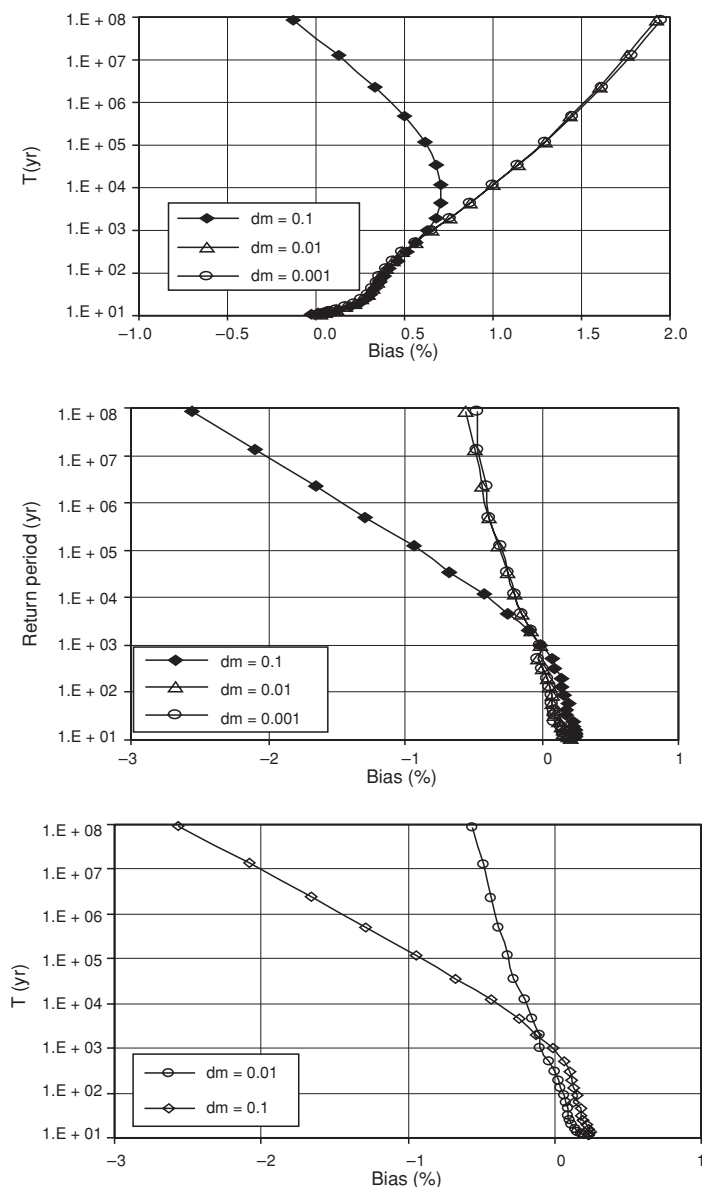 1.E + 08
1.E + 07
1.E + 06
1.E + 05
1.E + 04
1.E + 03
1.E + 02
1.E + 01
T(yr)
dm = 0.1
dm = 0.01
dm = 0.001
−1.0 −0.5 0.0 0.5 1.0 1.5 2.0
Bias (%)
1.E + 08
1.E + 07
1.E + 06
1.E + 05
1.E + 04
1.E + 03
1.E + 02
1.E + 01
Return period (yr)
dm = 0.1
dm = 0.01
dm = 0.001
−3 −2 −1 0 1
Bias (%)
1.E + 08
1.E + 07
1.E + 06
1.E + 05
1.E + 04
1.E + 03
1.E + 02
1.E + 01
T (yr)
dm = 0.01
dm = 0.1
−3 −2 −1 0 1
Bias (%)